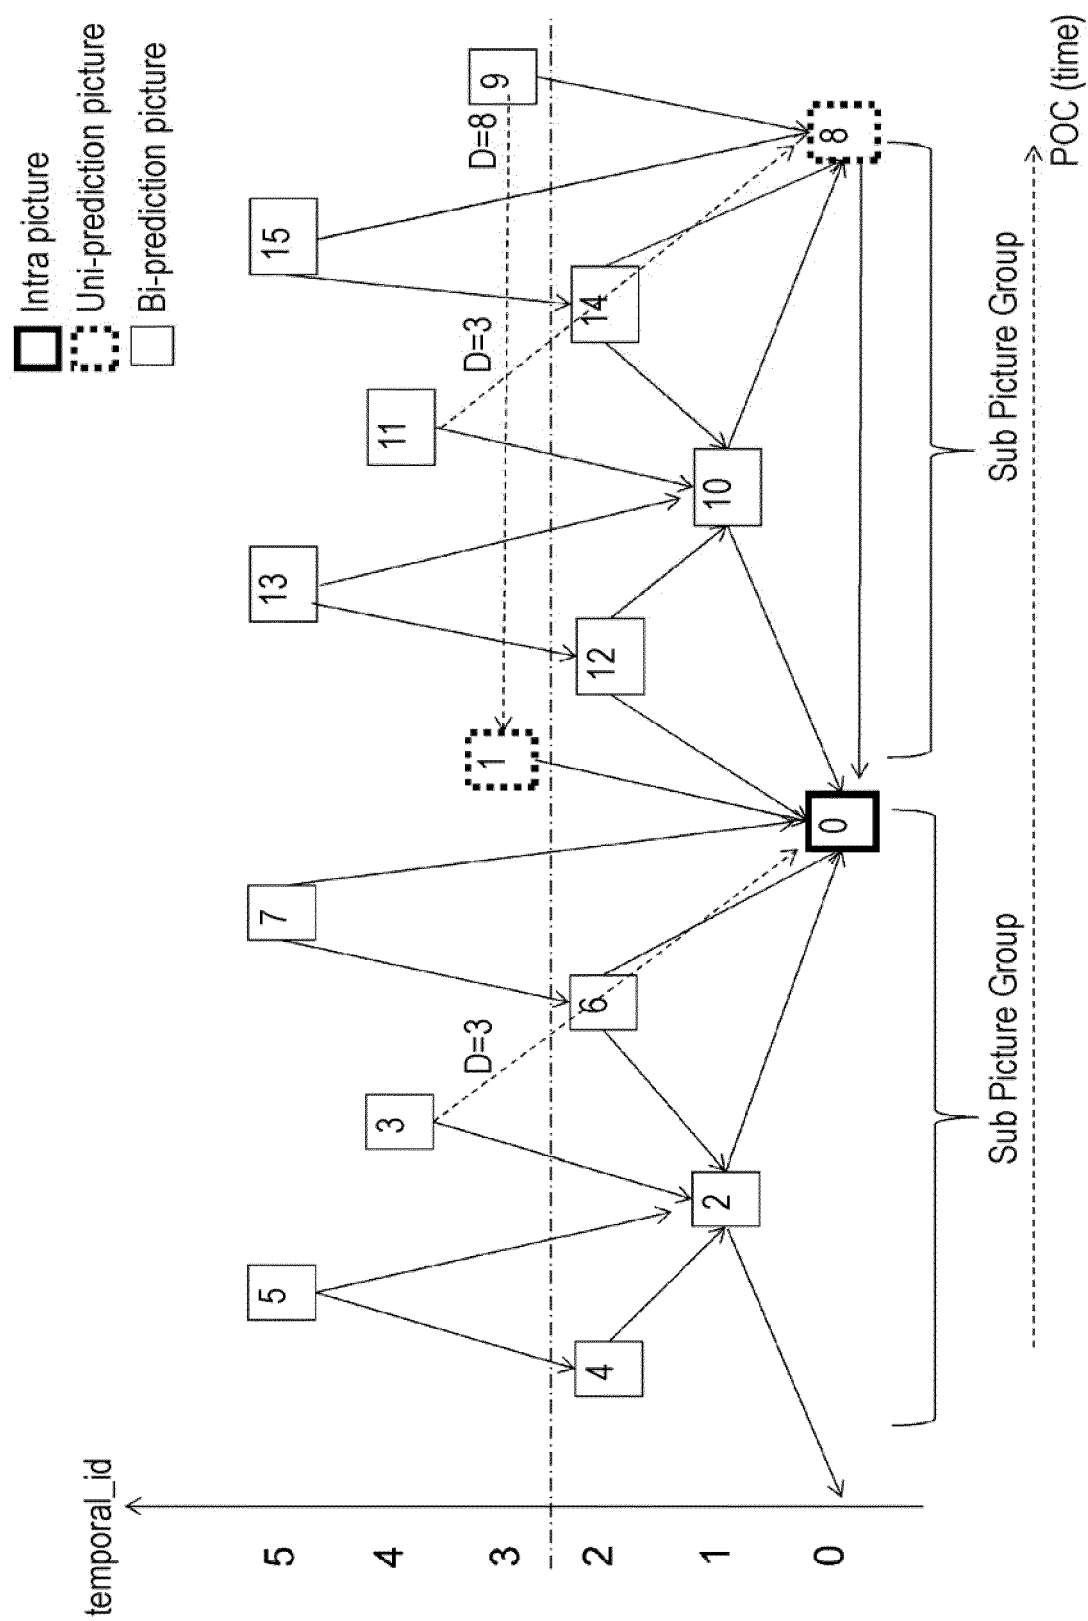 Intra picture
Uni-prediction picture
Bi-prediction picture
temporal_id
5
5
13
15
7
4
3
11
3
1
9
D=3
D=3
D=8
2
4
6
12
14
1
2
10
0
0
8
Sub Picture Group
Sub Picture Group
POC (time)